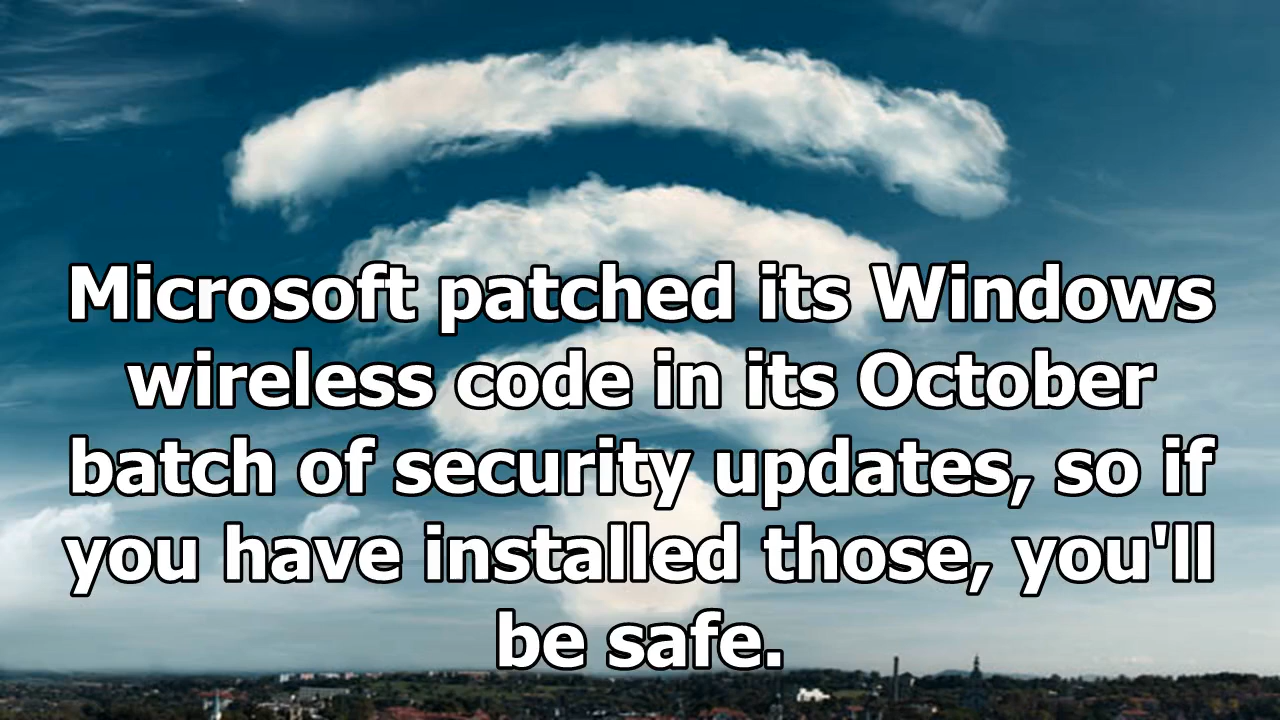 Microsoft patched its Windows
wireless code in its October
batch of security updates, so if
you have installed those, you'll
be safe.